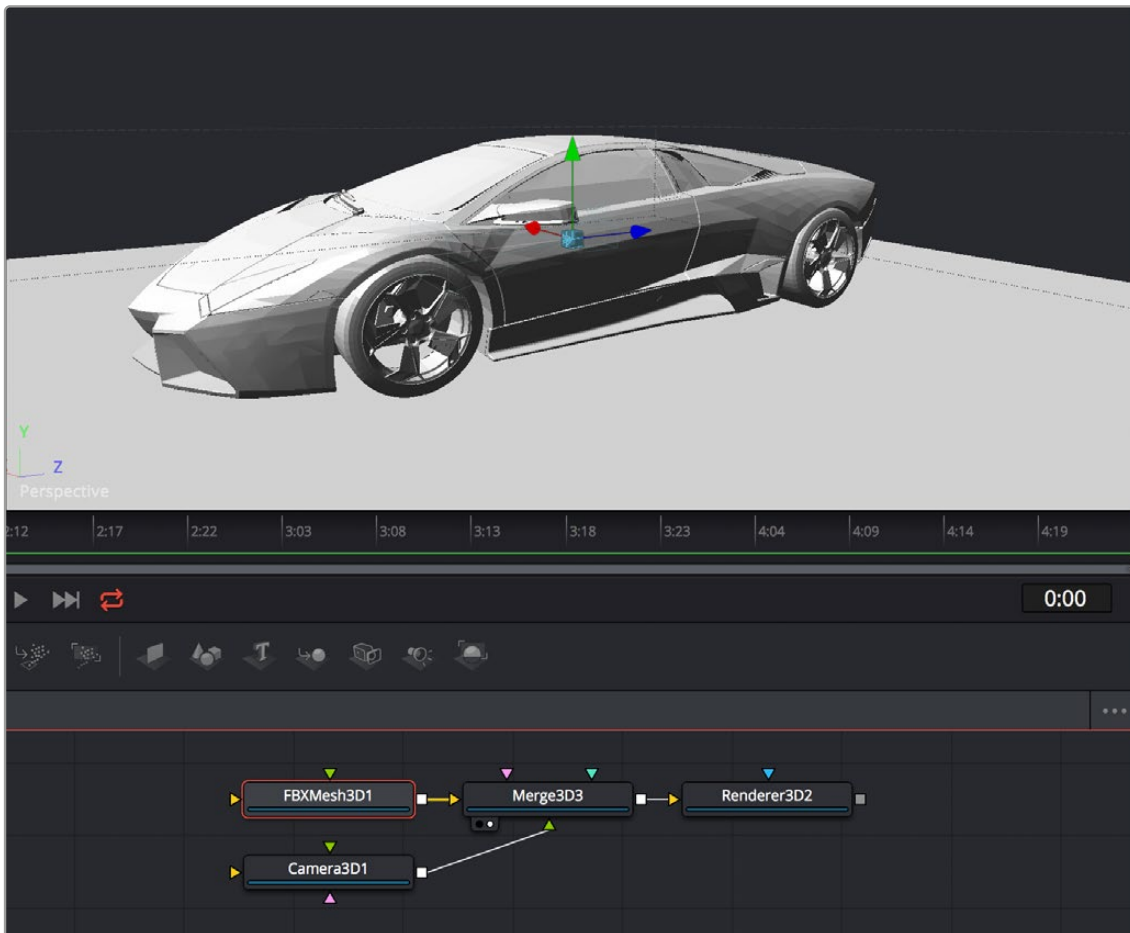 Y
Z
Perspective
2:12 2:17 2:22 3:03 3:08 3:13 3:18 3:23 4:04 4:09 4:14 4:19
0:00
T
FBXMesh3D1 Merge3D3 Renderer3D2
Camera3D1